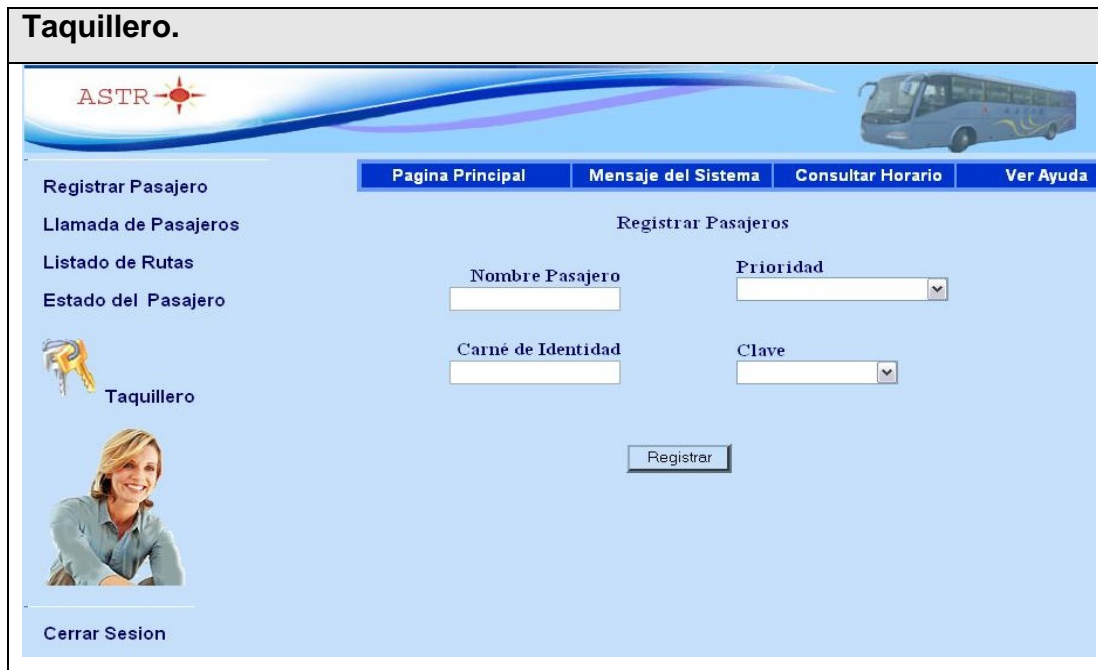 Taquillero.
ASTR
Pagina Principal Mensaje del Sistema Consultar Horario Ver Ayuda
Registrar Pasajero
Llamada de Pasajeros
Listado de Rutas
Estado del Pasajero
Taquillero
Cerrar Sesion
Registrar Pasajeros
Nombre Pasajero
Prioridad
Carné de Identidad
Clave
Registrar